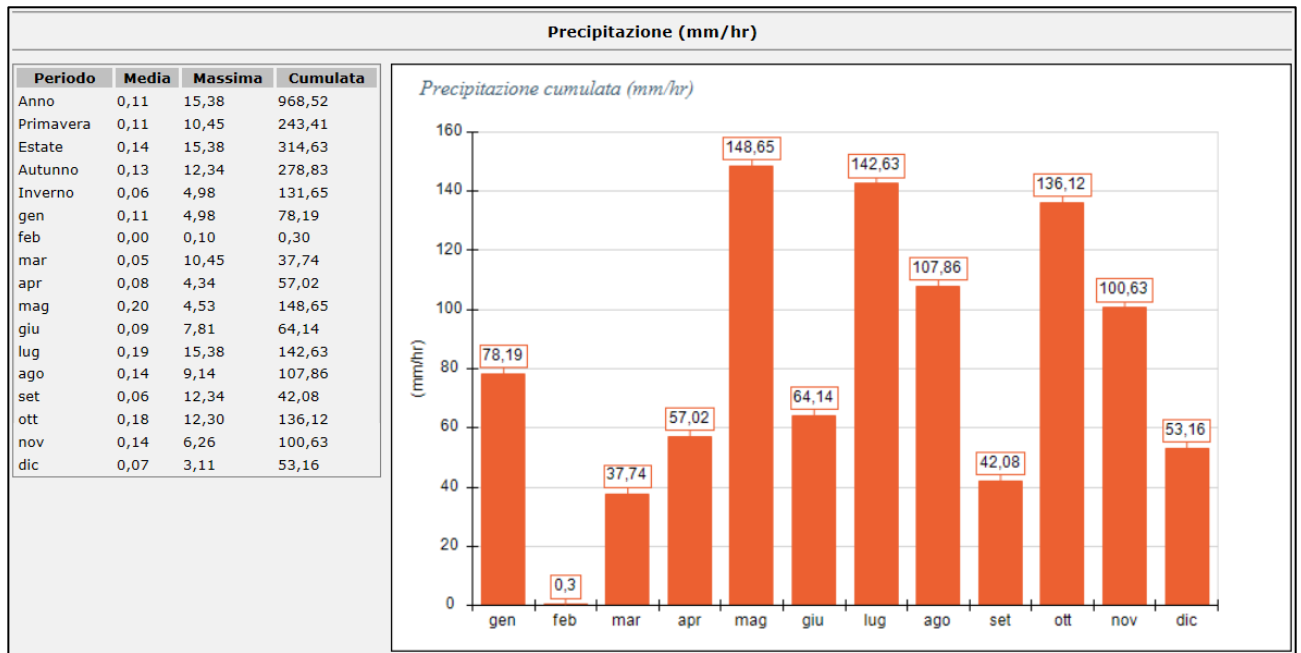 Precipitazione (mm/hr)
Periodo Media Massima Cumulata
Anno 0,11 15,38 968,52
Primavera 0,11 10,45 243,41
Estate 0,14 15,38 314,63
Autunno 0,13 12,34 278,83
Inverno 0,06 4,98 131,65
gen 0,11 4,98 78,19
feb 0,00 0,10 0,30
mar 0,05 10,45 37,74
apr 0,08 4,34 57,02
mag 0,20 4,53 148,65
giu 0,09 7,81 64,14
lug 0,19 15,38 142,63
ago 0,14 9,14 107,86
set 0,06 12,34 42,08
ott 0,18 12,30 136,12
nov 0,14 6,26 100,63
dic 0,07 3,11 53,16
Precipitazione cumulata (mm/hr)
(mm/hr)
160
140
120
100
80
60
40
20
0
78,19
0,3
37,74
57,02
148,65
64,14
142,63
107,86
42,08
136,12
100,63
53,16
gen feb mar apr mag giu lug ago set ott nov dic